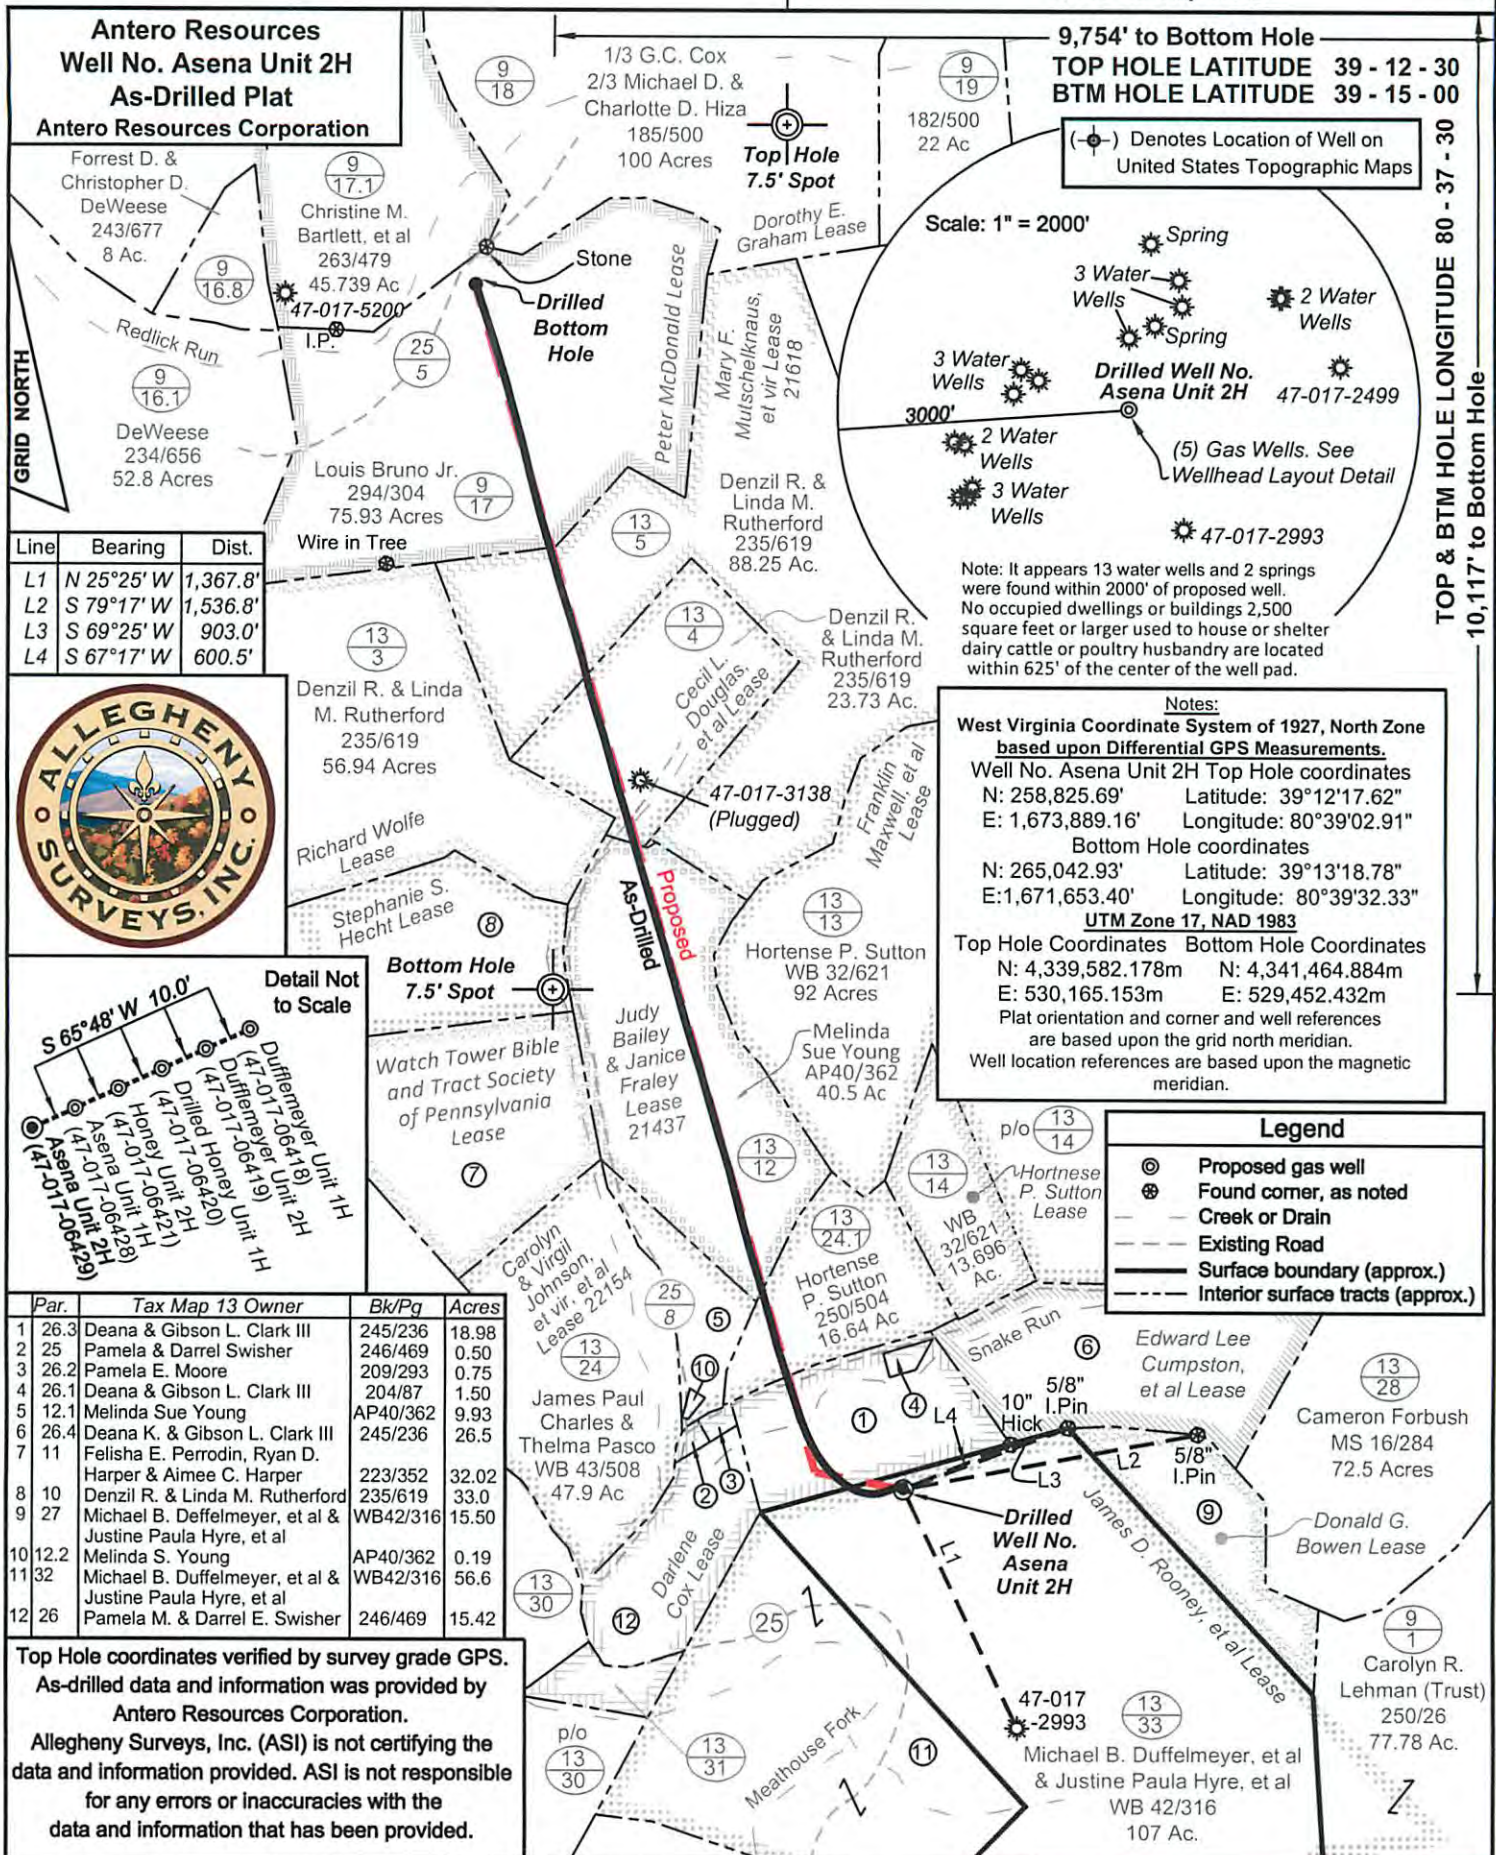 Antero Resources
Well No. Asena Unit 2H
As-Drilled Plat
Antero Resources Corporation
9
18
1/3 G.C. Cox
2/3 Michael D. &
Charlotte D. Hiza
185/500
100 Acres
Top Hole
7.5' Spot
9
19
182/500
22 Ac
9,754' to Bottom Hole
TOP HOLE LATITUDE 39 - 12 - 30
BTM HOLE LATITUDE 39 - 15 - 00
TOP & BTM HOLE LONGITUDE 80 - 37 - 30
10,117' to Bottom Hole
Denotes Location of Well on
United States Topographic Maps
Forrest D. &
Christopher D.
DeWeese
243/677
8 Ac.
9
17.1
Christine M.
Bartlett, et al
263/479
45.739 Ac
47-017-5200
I.P.
9
16.8
Redlick Run
9
16.1
DeWeese
234/656
52.8 Acres
GRID NORTH
Stone
Drilled
Bottom
Hole
25
5
Peter McDonald Lease
Dorothy E.
Graham Lease
Mary F.
Mutschelknaus,
et vir Lease
21618
Scale: 1" = 2000'
Spring
3 Water
Wells
2 Water
Wells
Spring
3 Water
Wells
Drilled Well No.
Asena Unit 2H
47-017-2499
3000'
2 Water
Wells
(5) Gas Wells. See
Wellhead Layout Detail
3 Water
Wells
47-017-2993
Note: It appears 13 water wells and 2 springs
were found within 2000' of proposed well.
No occupied dwellings or buildings 2,500
square feet or larger used to house or shelter
dairy cattle or poultry husbandry are located
within 625' of the center of the well pad.
Louis Bruno Jr.
294/304
75.93 Acres
9
17
Wire in Tree
13
5
Denzil R. &
Linda M.
Rutherford
235/619
88.25 Ac.
Line Bearing Dist.
L1 N 25°25' W 1,367.8'
L2 S 79°17' W 1,536.8'
L3 S 69°25' W 903.0'
L4 S 67°17' W 600.5'
13
3
Denzil R. & Linda
M. Rutherford
235/619
56.94 Acres
13
4
Denzil R.
& Linda M.
Rutherford
235/619
23.73 Ac.
Cecil L.
Douglas,
et al Lease
47-017-3138
(Plugged)
Franklin
Maxwell, et al
Lease
ALLEGHENY
SURVEYS, INC.
Richard Wolfe
Lease
Stephanie S.
Hecht Lease
8
As-Drilled
Proposed
13
13
Hortense P. Sutton
WB 32/621
92 Acres
Notes:
West Virginia Coordinate System of 1927, North Zone
based upon Differential GPS Measurements.
Well No. Asena Unit 2H Top Hole coordinates
N: 258,825.69' Latitude: 39°12'17.62"
E: 1,673,889.16' Longitude: 80°39'02.91"
Bottom Hole coordinates
N: 265,042.93' Latitude: 39°13'18.78"
E:1,671,653.40' Longitude: 80°39'32.33"
UTM Zone 17, NAD 1983
Top Hole Coordinates Bottom Hole Coordinates
N: 4,339,582.178m N: 4,341,464.884m
E: 530,165.153m E: 529,452.432m
Plat orientation and corner and well references
are based upon the grid north meridian.
Well location references are based upon the magnetic
meridian.
Bottom Hole
7.5' Spot
Detail Not
to Scale
S 65°48' W 10.0'
Dufflemeyer Unit 1H
(47-017-06418)
Dufflemeyer Unit 2H
(47-017-06419)
Drilled Honey Unit 1H
(47-017-06420)
Honey Unit 2H
(47-017-06421)
Asena Unit 1H
(47-017-06428)
Asena Unit 2H
(47-017-06429)
Watch Tower Bible
and Tract Society
of Pennsylvania
Lease
7
Judy
Bailey
& Janice
Fraley
Lease
21437
Melinda
Sue Young
AP40/362
40.5 Ac
13
12
13
14
p/o
13
14
Hortnese
P. Sutton
Lease
WB
32/621
13.696
Ac.
Legend
Proposed gas well
Found corner, as noted
Creek or Drain
Existing Road
Surface boundary (approx.)
Interior surface tracts (approx.)
Carolyn
& Virgil
Johnson,
et vir, et al
Lease 22154
13
24.1
Hortense
P. Sutton
250/504
16.64 Ac
25
8
5
Snake Run
6
Edward Lee
Cumpston,
et al Lease
Par. Tax Map 13 Owner Bk/Pg Acres
1 26.3 Deana & Gibson L. Clark III 245/236 18.98
2 25 Pamela & Darrel Swisher 246/469 0.50
3 26.2 Pamela E. Moore 209/293 0.75
4 26.1 Deana & Gibson L. Clark III 204/87 1.50
5 12.1 Melinda Sue Young AP40/362 9.93
6 26.4 Deana K. & Gibson L. Clark III 245/236 26.5
7 11 Felisha E. Perrodin, Ryan D.
Harper & Aimee C. Harper 223/352 32.02
8 10 Denzil R. & Linda M. Rutherford 235/619 33.0
9 27 Michael B. Deffelmeyer, et al & WB42/316 15.50
Justine Paula Hyre, et al
10 12.2 Melinda S. Young AP40/362 0.19
11 32 Michael B. Duffelmeyer, et al & WB42/316 56.6
Justine Paula Hyre, et al
12 26 Pamela M. & Darrel E. Swisher 246/469 15.42
13
24
James Paul
Charles &
Thelma Pasco
WB 43/508
47.9 Ac
10
2
3
1
4
L4
10"
Hick
5/8"
I.Pin
L3
L2
5/8"
I.Pin
13
28
Cameron Forbush
MS 16/284
72.5 Acres
9
Donald G.
Bowen Lease
Drilled
Well No.
Asena
Unit 2H
L1
James D. Rooney, et al Lease
Darlene
Cox Lease
13
30
12
25
9
1
Carolyn R.
Lehman (Trust)
250/26
77.78 Ac.
Top Hole coordinates verified by survey grade GPS.
As-drilled data and information was provided by
Antero Resources Corporation.
Allegheny Surveys, Inc. (ASI) is not certifying the
data and information provided. ASI is not responsible
for any errors or inaccuracies with the
data and information that has been provided.
p/o
13
30
13
31
Meathouse Fork
11
47-017
-2993
13
33
Michael B. Duffelmeyer, et al
& Justine Paula Hyre, et al
WB 42/316
107 Ac.